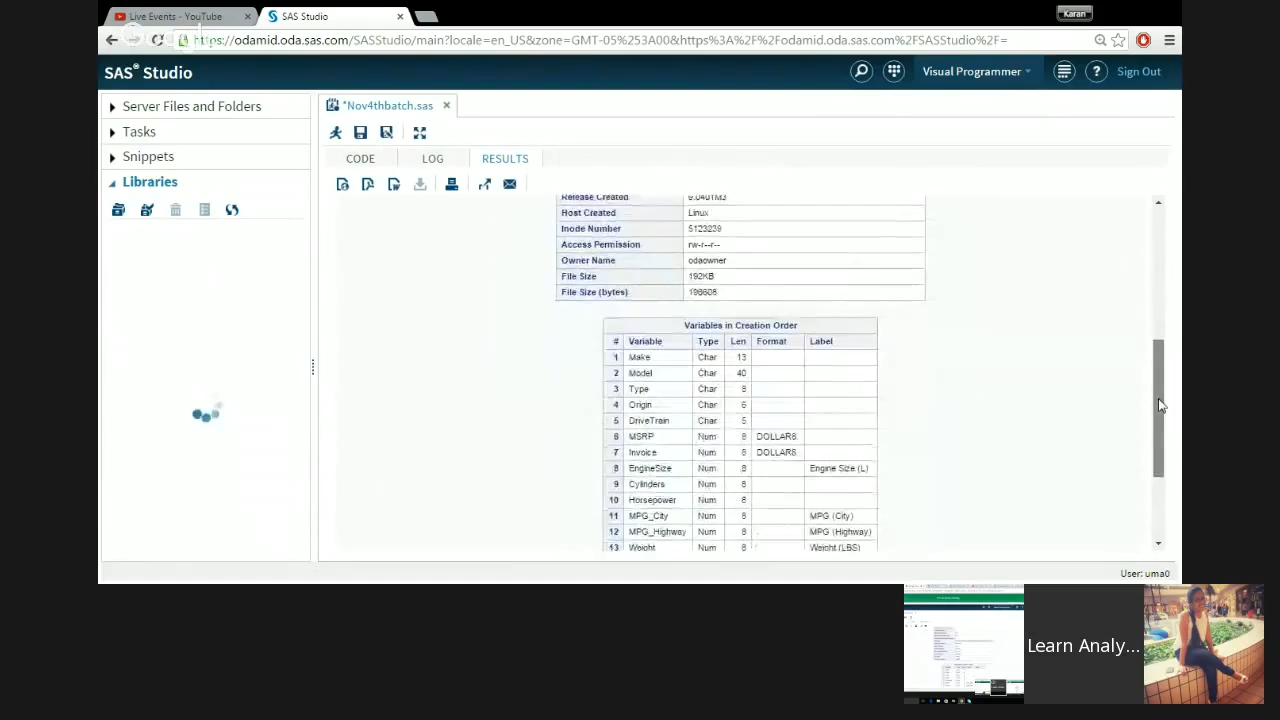 Live Events - YouTube
SAS Studio
Karan
https://odamid.oda.sas.com/SASStudio/main?locale=en_US&zone=GMT-05%253A00&https%3A%2F%2Fodamid.oda.sas.com%2FSASStudio%2F=
SAS® Studio
Visual Programmer
Sign Out
Server Files and Folders
Tasks
Snippets
Libraries
*Nov4thbatch.sas
CODE LOG RESULTS
Release Created 9.0401M3
Host Created Linux
Inode Number 5123239
Access Permission rw-r--r--
Owner Name odaowner
File Size 192KB
File Size (bytes) 196608
Variables in Creation Order
# Variable Type Len Format Label
1 Make Char 13
2 Model Char 40
3 Type Char 8
4 Origin Char 6
5 DriveTrain Char 5
6 MSRP Num 8 DOLLAR8.
7 Invoice Num 8 DOLLAR8.
8 EngineSize Num 8 Engine Size (L)
9 Cylinders Num 8
10 Horsepower Num 8
11 MPG_City Num 8 MPG (City)
12 MPG_Highway Num 8 MPG (Highway)
13 Weight Num 8 Weight (LBS)
User: uma0
Learn Analy...